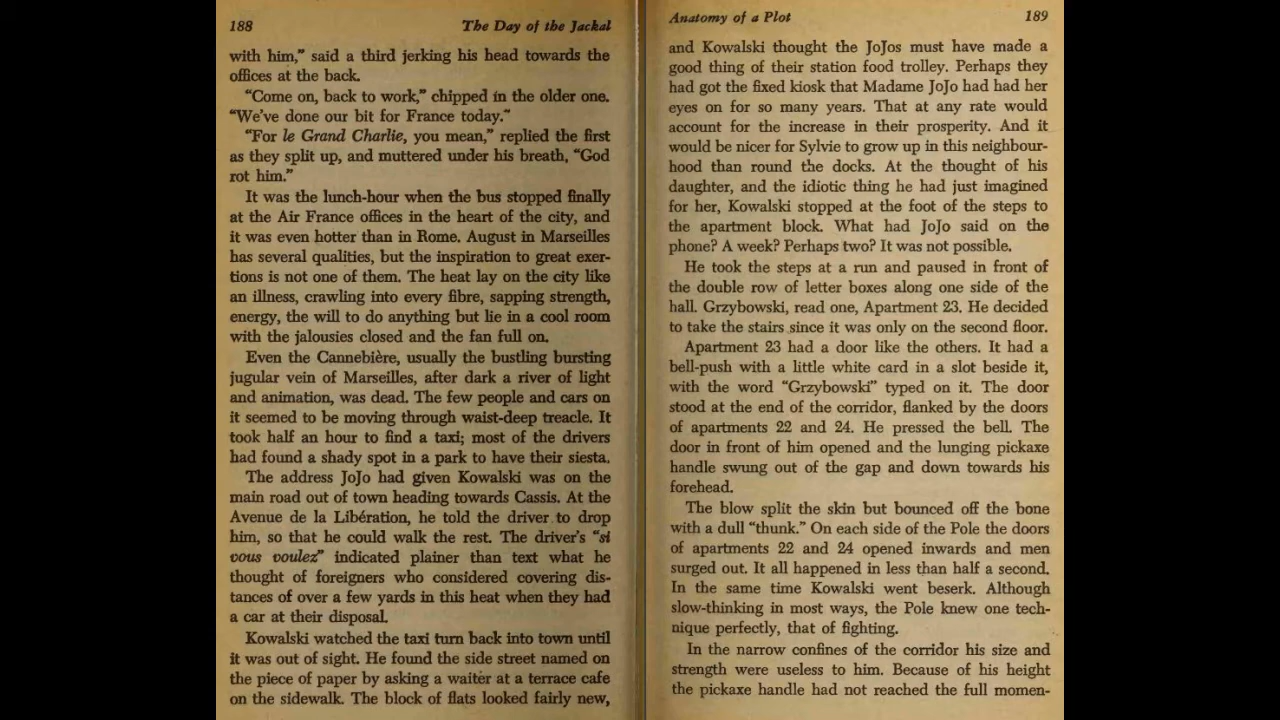 188
The Day of the Jackal
with him,” said a third jerking his head towards the
offices at the back.
“Come on, back to work,” chipped in the older one.
“We’ve done our bit for France today.”
“For le Grand Charlie, you mean,” replied the first
as they split up, and muttered under his breath, “God
rot him.”
It was the lunch-hour when the bus stopped finally
at the Air France offices in the heart of the city, and
it was even hotter than in Rome. August in Marseilles
has several qualities, but the inspiration to great exer-
tions is not one of them. The heat lay on the city like
an illness, crawling into every fibre, sapping strength,
energy, the will to do anything but lie in a cool room
with the jalousies closed and the fan full on.
Even the Cannebière, usually the bustling bursting
jugular vein of Marseilles, after dark a river of light
and animation, was dead. The few people and cars on
it seemed to be moving through waist-deep treacle. It
took half an hour to find a taxi; most of the drivers
had found a shady spot in a park to have their siesta.
The address JoJo had given Kowalski was on the
main road out of town heading towards Cassis. At the
Avenue de la Libération, he told the driver to drop
him, so that he could walk the rest. The driver’s “si
vous voulez” indicated plainer than text what he
thought of foreigners who considered covering dis-
tances of over a few yards in this heat when they had
a car at their disposal.
Kowalski watched the taxi turn back into town until
it was out of sight. He found the side street named on
the piece of paper by asking a waiter at a terrace cafe
on the sidewalk. The block of flats looked fairly new,
Anatomy of a Plot
189
and Kowalski thought the JoJos must have made a
good thing of their station food trolley. Perhaps they
had got the fixed kiosk that Madame JoJo had had her
eyes on for so many years. That at any rate would
account for the increase in their prosperity. And it
would be nicer for Sylvie to grow up in this neighbour-
hood than round the docks. At the thought of his
daughter, and the idiotic thing he had just imagined
for her, Kowalski stopped at the foot of the steps to
the apartment block. What had JoJo said on the
phone? A week? Perhaps two? It was not possible.
He took the steps at a run and paused in front of
the double row of letter boxes along one side of the
hall. Grzybowski, read one, Apartment 23. He decided
to take the stairs since it was only on the second floor.
Apartment 23 had a door like the others. It had a
bell-push with a little white card in a slot beside it,
with the word “Grzybowski” typed on it. The door
stood at the end of the corridor, flanked by the doors
of apartments 22 and 24. He pressed the bell. The
door in front of him opened and the lunging pickaxe
handle swung out of the gap and down towards his
forehead.
The blow split the skin but bounced off the bone
with a dull “thunk.” On each side of the Pole the doors
of apartments 22 and 24 opened inwards and men
surged out. It all happened in less than half a second.
In the same time Kowalski went beserk. Although
slow-thinking in most ways, the Pole knew one tech-
nique perfectly, that of fighting.
In the narrow confines of the corridor his size and
strength were useless to him. Because of his height
the pickaxe handle had not reached the full momen-